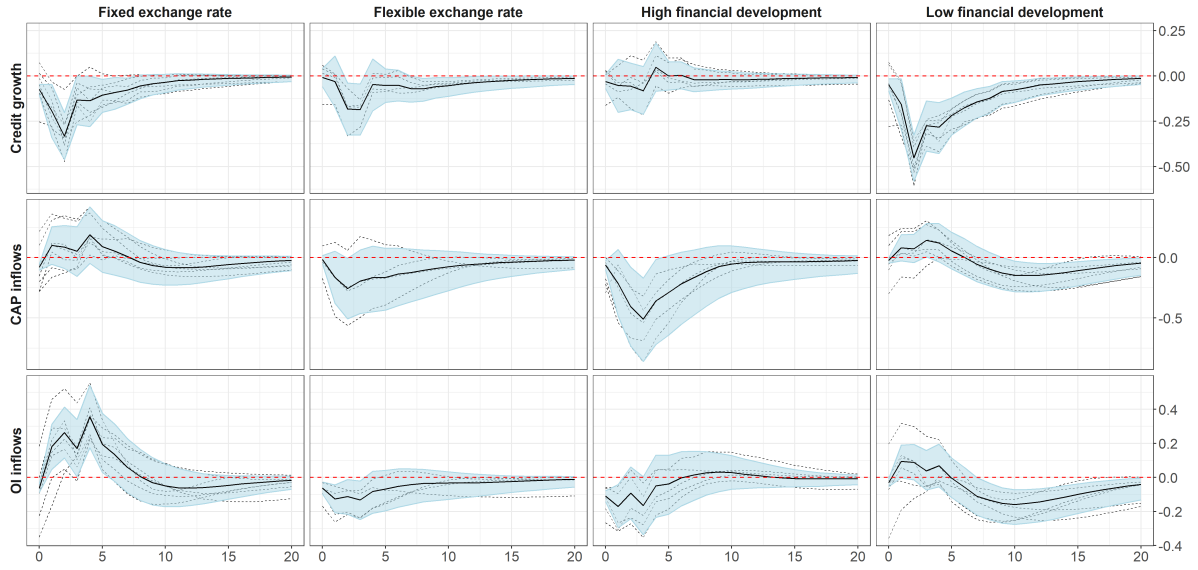 Fixed exchange rate Flexible exchange rate High financial development Low financial development
Credit growth
0.25
0.00
-0.25
-0.50
CAP inflows
0.0
-0.5
OI inflows
0.4
0.2
0.0
-0.2
-0.4
0 5 10 15 20 0 5 10 15 20 0 5 10 15 20 0 5 10 15 20